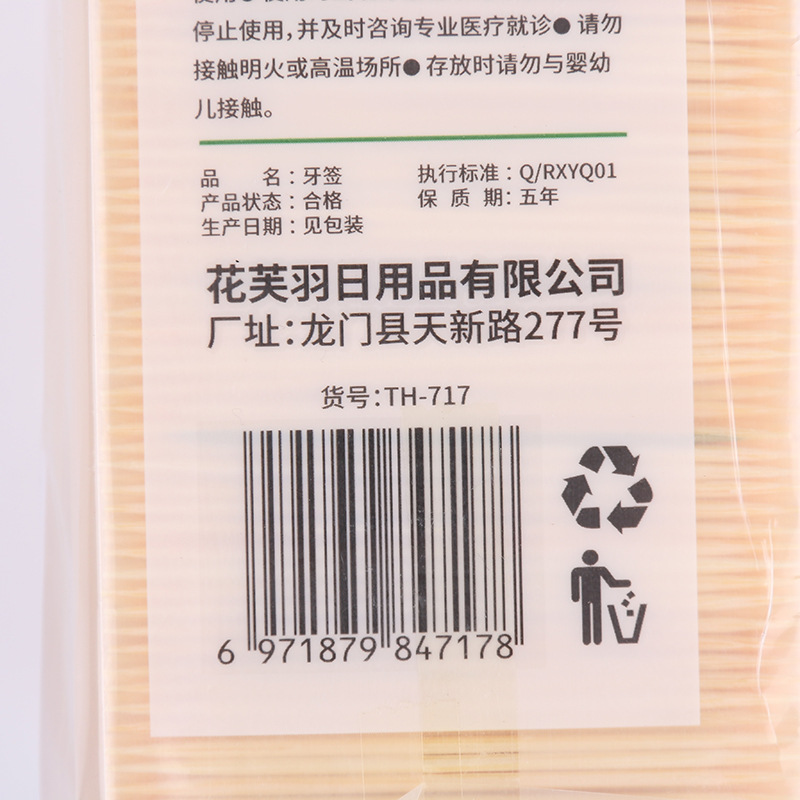 停止使用，并及时咨询专业医疗就诊● 请勿
接触明火或高温场所● 存放时请勿与婴幼
儿接触。
品 名：牙签 执行标准：Q/RXYQ01
产品状态：合格 保 质 期：五年
生产日期：见包装
花芙羽日用品有限公司
厂址：龙门县天新路277号
货号：TH-717
6 971879 847178